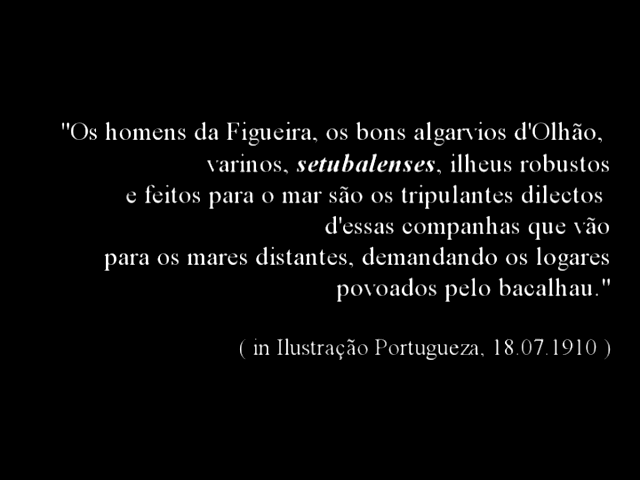 "Os homens da Figueira, os bons algarvios d'Olhão,
varinos, setubalenses, ilheus robustos
e feitos para o mar são os tripulantes dilectos
d'essas companhas que vão
para os mares distantes, demandando os logares
povoados pelo bacalhau."
( in Ilustração Portugueza, 18.07.1910 )